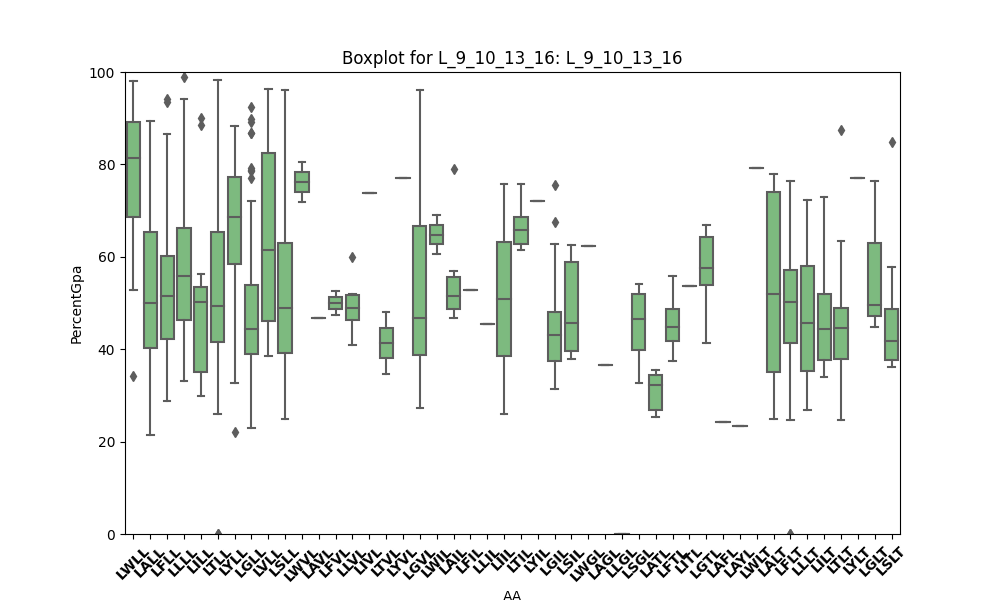 Boxplot for L_9_10_13_16: L_9_10_13_16
PercentGpa
100
80
60
40
20
0
LWLL LALL LFLL LLLL LILL LTLL LYLL LGLL LVLL LSLL LWVL LAVL LFVL LLVL LIVL LTVL LYVL LGVL LWIL LAIL LFIL LLIL LIIL LTIL LYIL LGIL LSIL LWGL LAGL LLGL LSGL LATL LFTL LITL LGTL LAFL LAYL LWLT LALT LFLT LLLT LILT LTLT LYLT LGLT LSLT
AA